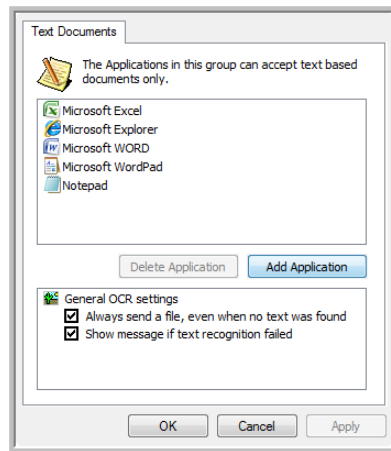 Text Documents
The Applications in this group can accept text based
documents only.
Microsoft Excel
Microsoft Explorer
Microsoft WORD
Microsoft WordPad
Notepad
Delete Application Add Application
General OCR settings
Always send a file, even when no text was found
Show message if text recognition failed
OK Cancel Apply